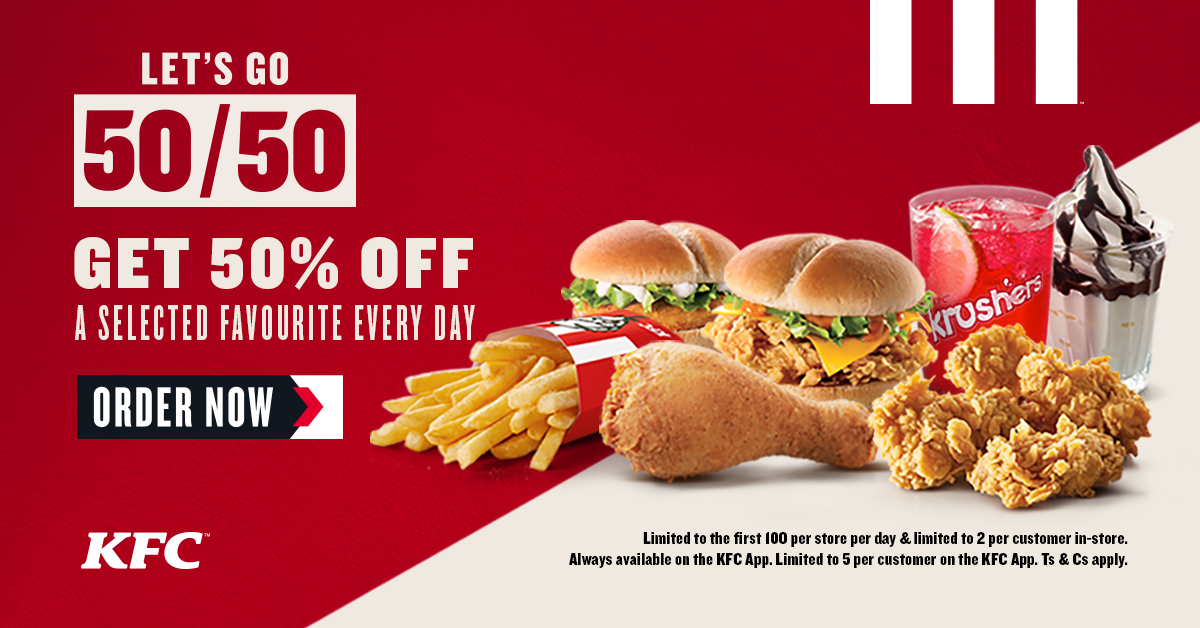 LET'S GO
50/50
GET 50% OFF
A SELECTED FAVOURITE EVERY DAY
ORDER NOW
KFC™
krushers
Limited to the first 100 per store per day & limited to 2 per customer in-store.
Always available on the KFC App. Limited to 5 per customer on the KFC App. Ts & Cs apply.